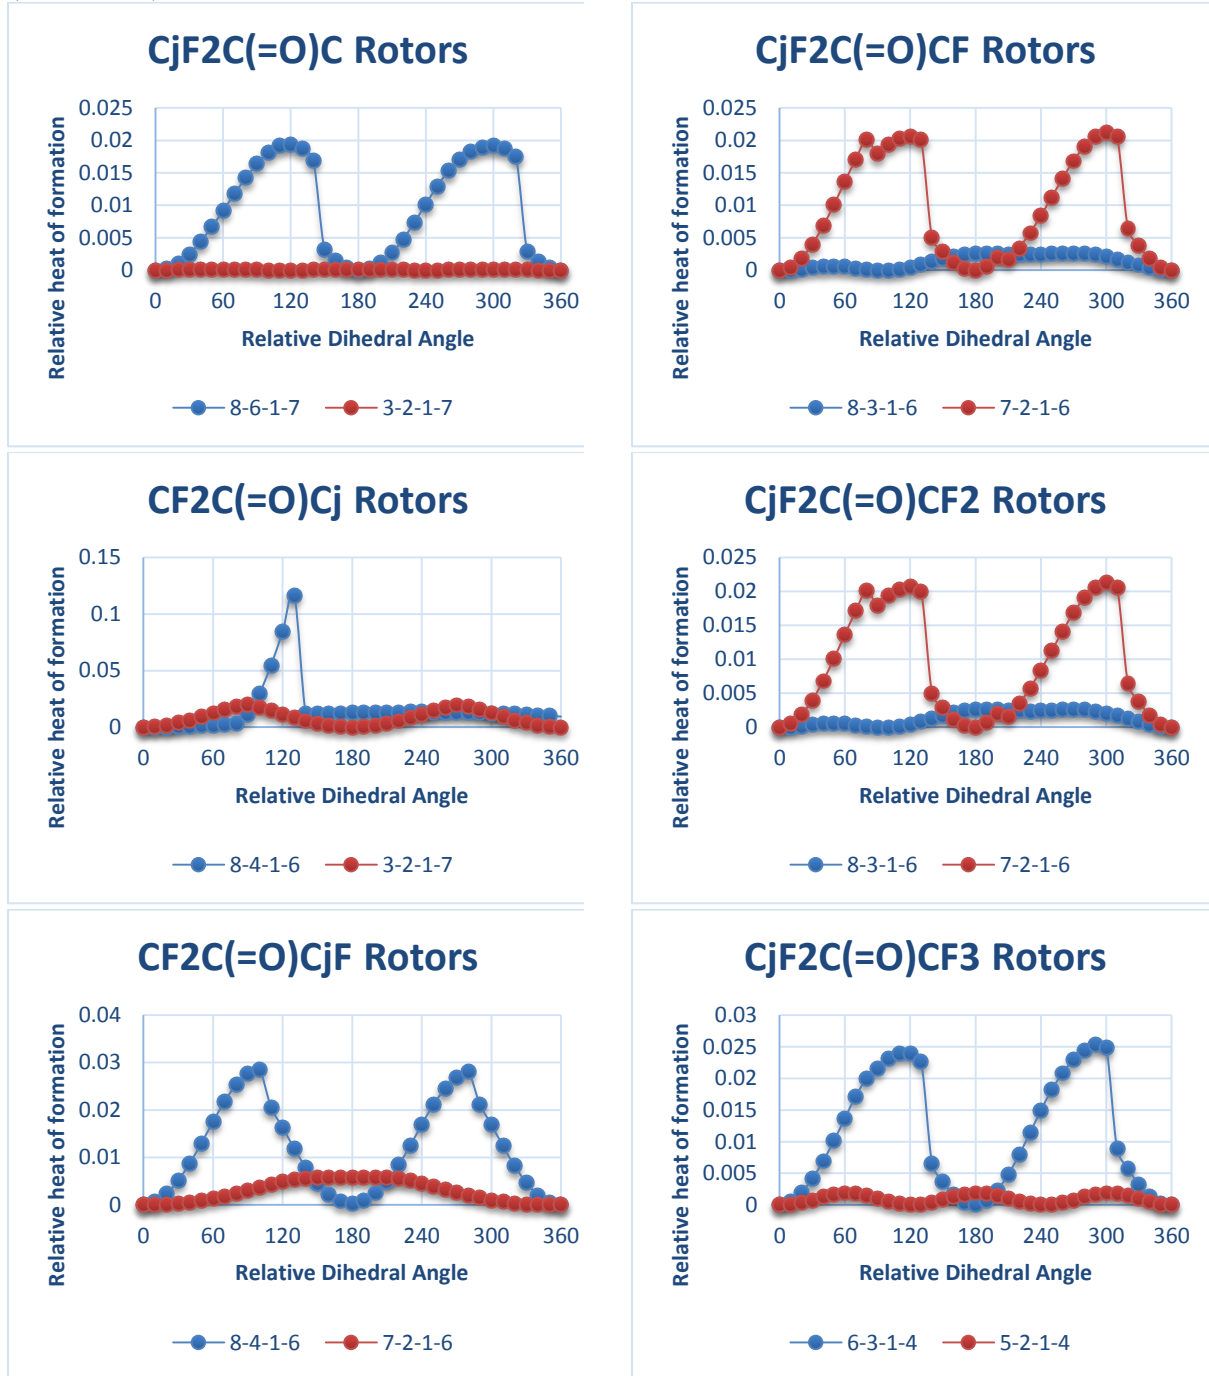 CjF2C(=O)C Rotors
Relative heat of formation
0.025
0.02
0.015
0.01
0.005
0
0 60 120 180 240 300 360
Relative Dihedral Angle
8-6-1-7 3-2-1-7
CjF2C(=O)CF Rotors
Relative heat of formation
0.025
0.02
0.015
0.01
0.005
0
0 60 120 180 240 300 360
Relative Dihedral Angle
8-3-1-6 7-2-1-6
CF2C(=O)Cj Rotors
Relative heat of formation
0.15
0.1
0.05
0
0 60 120 180 240 300 360
Relative Dihedral Angle
8-4-1-6 3-2-1-7
CjF2C(=O)CF2 Rotors
Relative heat of formation
0.025
0.02
0.015
0.01
0.005
0
0 60 120 180 240 300 360
Relative Dihedral Angle
8-3-1-6 7-2-1-6
CF2C(=O)CjF Rotors
Relative heat of formation
0.04
0.03
0.02
0.01
0
0 60 120 180 240 300 360
Relative Dihedral Angle
8-4-1-6 7-2-1-6
CjF2C(=O)CF3 Rotors
Relative heat of formation
0.03
0.025
0.02
0.015
0.01
0.005
0
0 60 120 180 240 300 360
Relative Dihedral Angle
6-3-1-4 5-2-1-4